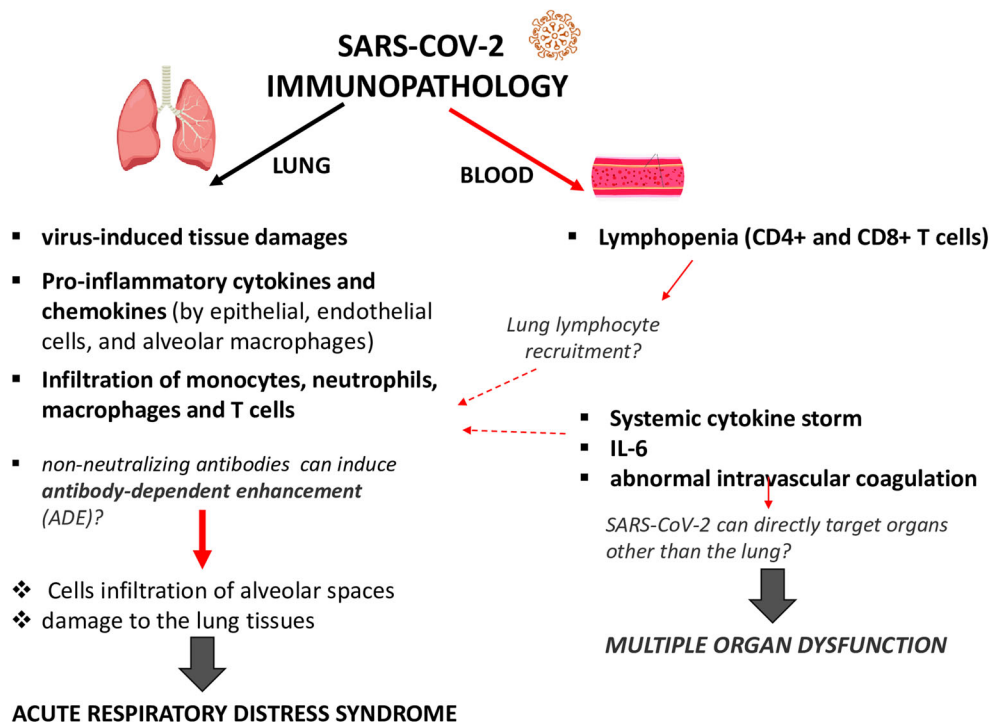 SARS-COV-2
IMMUNOPATHOLOGY
LUNG
BLOOD
▪ virus-induced tissue damages
▪ Pro-inflammatory cytokines and
chemokines (by epithelial, endothelial
cells, and alveolar macrophages)
▪ Infiltration of monocytes, neutrophils,
macrophages and T cells
▪ non-neutralizing antibodies can induce
antibody-dependent enhancement
(ADE)?
❖ Cells infiltration of alveolar spaces
❖ damage to the lung tissues
ACUTE RESPIRATORY DISTRESS SYNDROME
▪ Lymphopenia (CD4+ and CD8+ T cells)
Lung lymphocyte
recruitment?
▪ Systemic cytokine storm
▪ IL-6
▪ abnormal intravascular coagulation
SARS-CoV-2 can directly target organs
other than the lung?
MULTIPLE ORGAN DYSFUNCTION